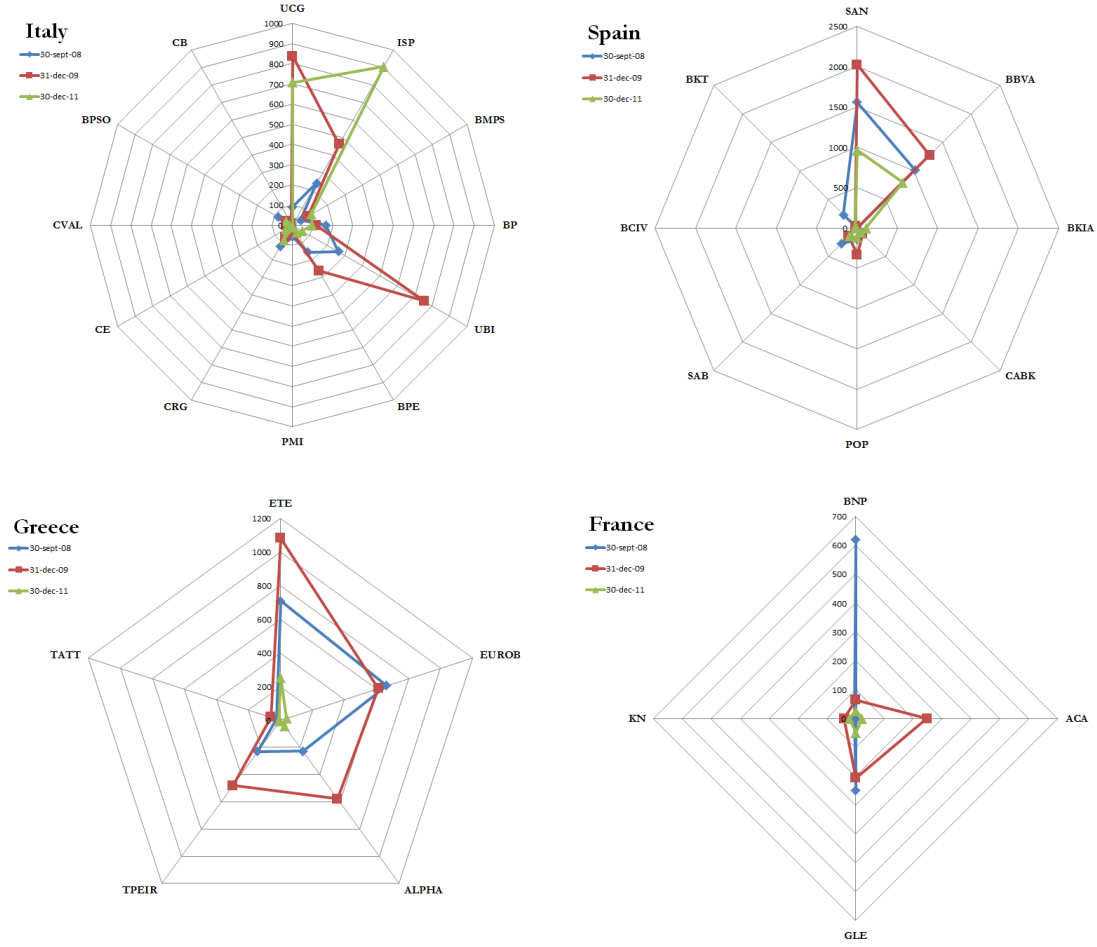 UCG
Italy
1000
ISP
30-sept-08
CB
900
31-dec-09
800
30-dec-11
700
600
BPSO
BMPS
500
400
300
200
100
CVAL
0
BP
CE
UBI
CRG
BPE
PMI
SAN
Spain
2500
30-sept-08
31-dec-09
BKT
2000
BBVA
30-dec-11
1500
1000
500
BCIV
0
BKIA
SAB
CABK
POP
ETE
Greece
1200
30-sept-08
1000
31-dec-09
800
30-dec-11
600
TATT
EUROB
400
200
0
TPEIR
ALPHA
BNP
France
700
30-sept-08
600
31-dec-09
500
30-dec-11
400
300
200
100
KN
0
ACA
GLE